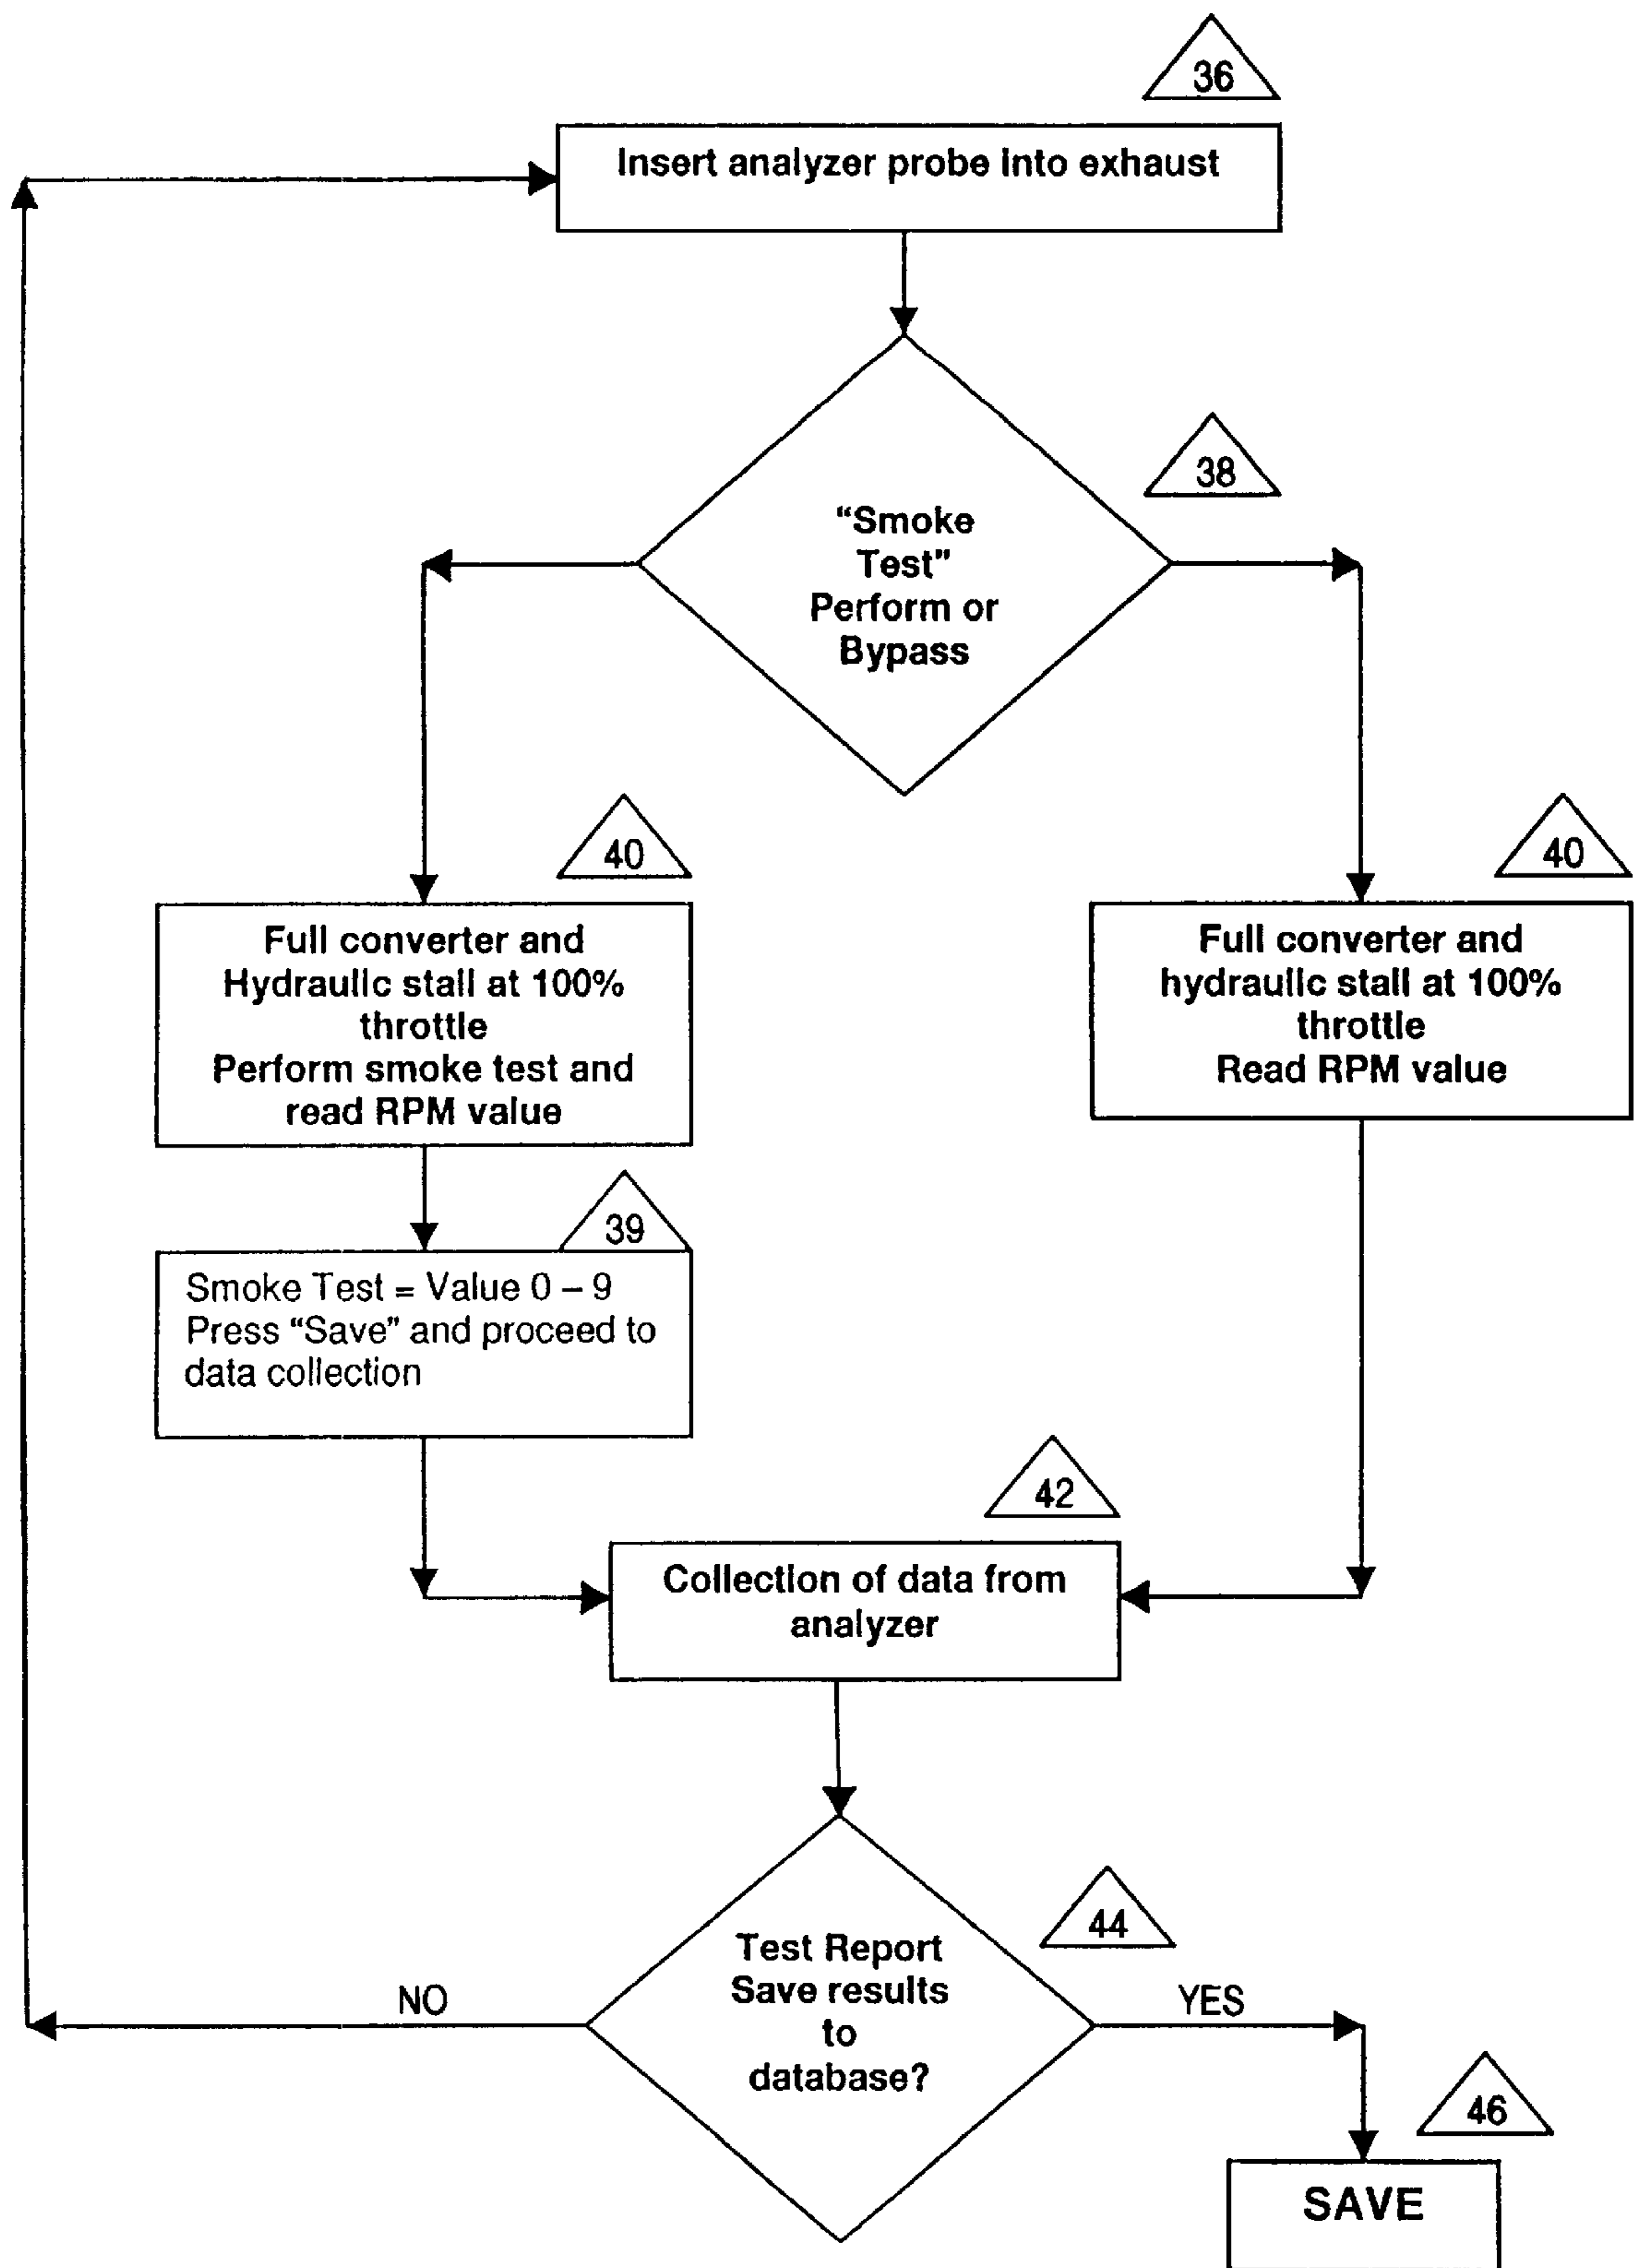 36
Insert analyzer probe into exhaust
38
“Smoke
Test”
Perform or
Bypass
40
Full converter and
Hydraulic stall at 100%
throttle
Perform smoke test and
read RPM value
40
Full converter and
hydraulic stall at 100%
throttle
Read RPM value
39
Smoke Test = Value 0 – 9
Press “Save” and proceed to
data collection
42
Collection of data from
analyzer
44
Test Report
Save results
to
database?
NO
YES
46
SAVE